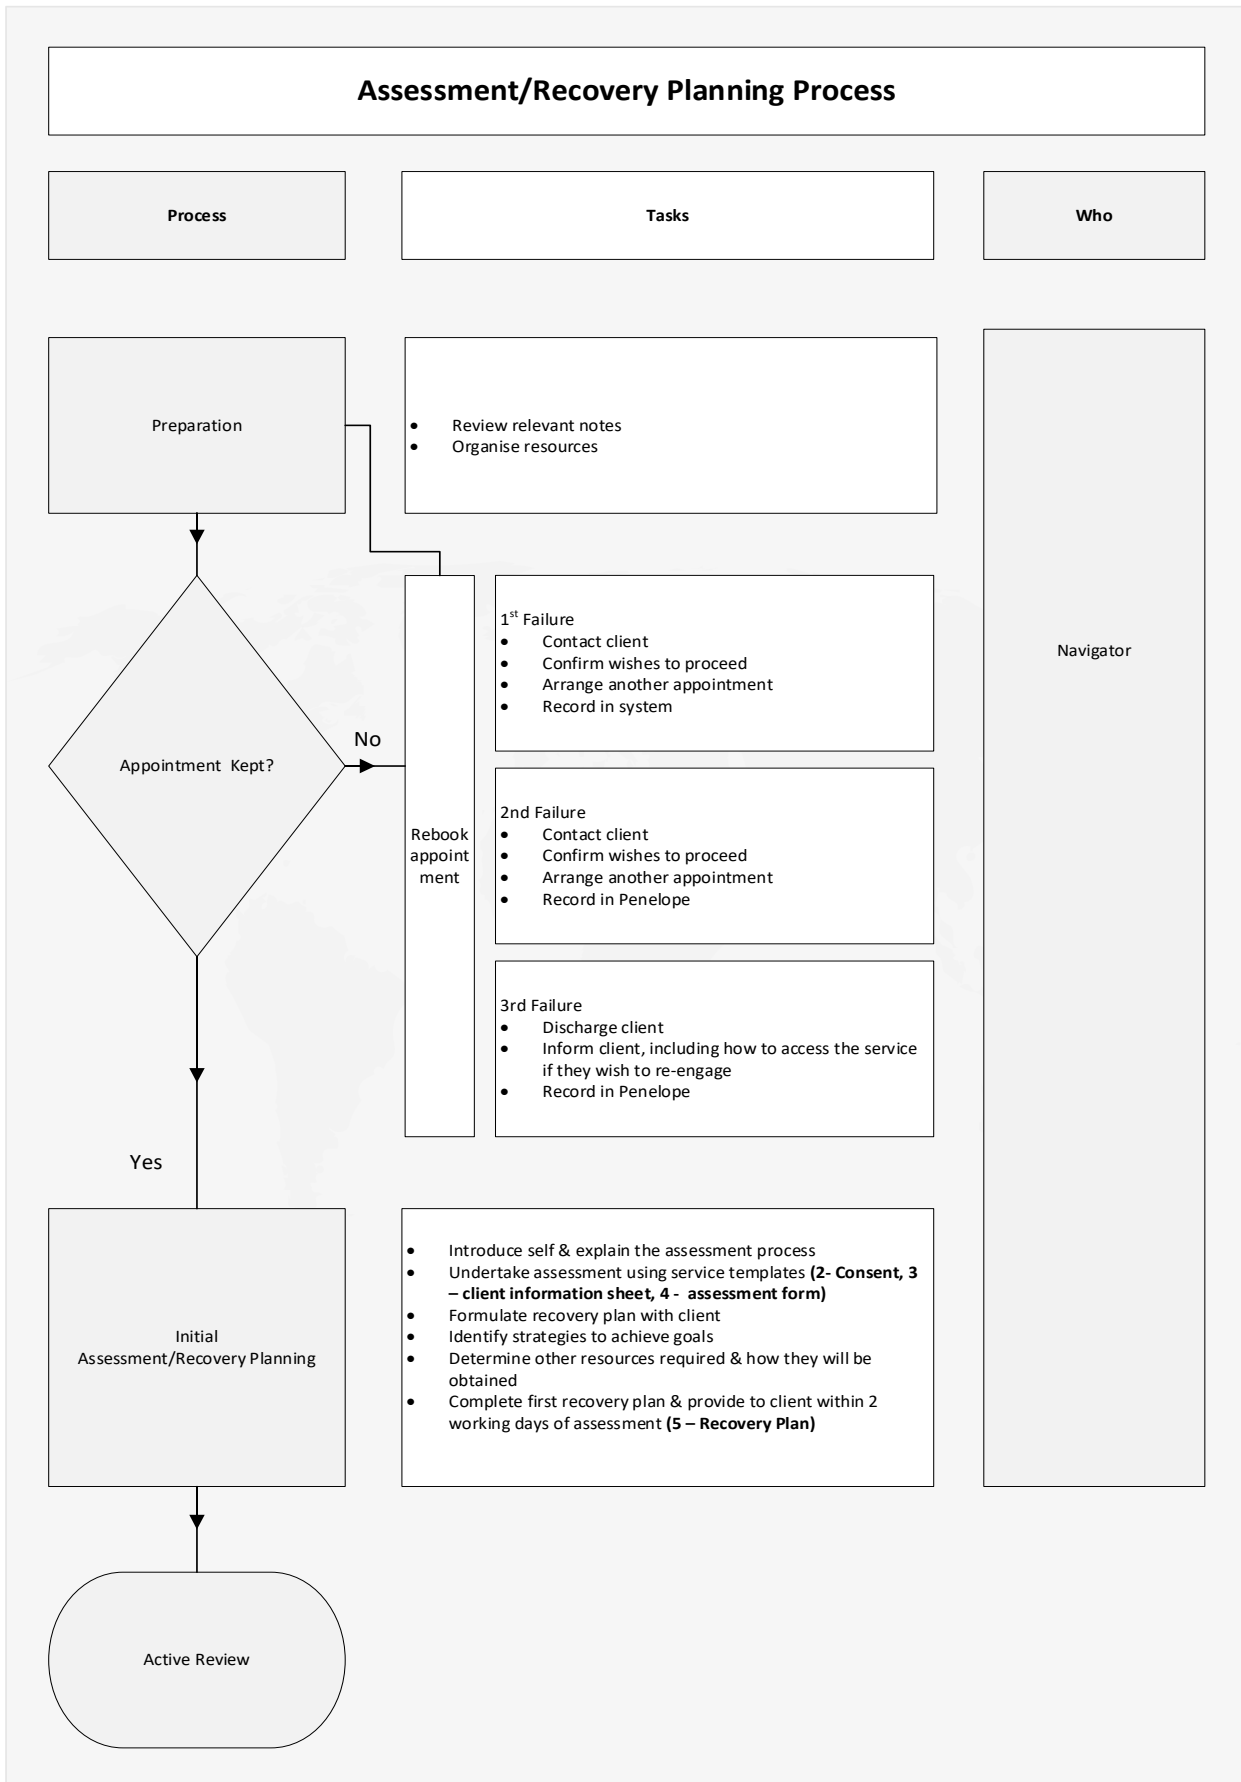 Assessment/Recovery Planning Process
Process
Tasks
Who
Preparation
• Review relevant notes
• Organise resources
Navigator
Appointment Kept?
No
Rebook
appoint
ment
1st Failure
• Contact client
• Confirm wishes to proceed
• Arrange another appointment
• Record in system
2nd Failure
• Contact client
• Confirm wishes to proceed
• Arrange another appointment
• Record in Penelope
3rd Failure
• Discharge client
• Inform client, including how to access the service
if they wish to re-engage
• Record in Penelope
Yes
Initial
Assessment/Recovery Planning
• Introduce self & explain the assessment process
• Undertake assessment using service templates (2- Consent, 3
– client information sheet, 4 - assessment form)
• Formulate recovery plan with client
• Identify strategies to achieve goals
• Determine other resources required & how they will be
obtained
• Complete first recovery plan & provide to client within 2
working days of assessment (5 – Recovery Plan)
Active Review